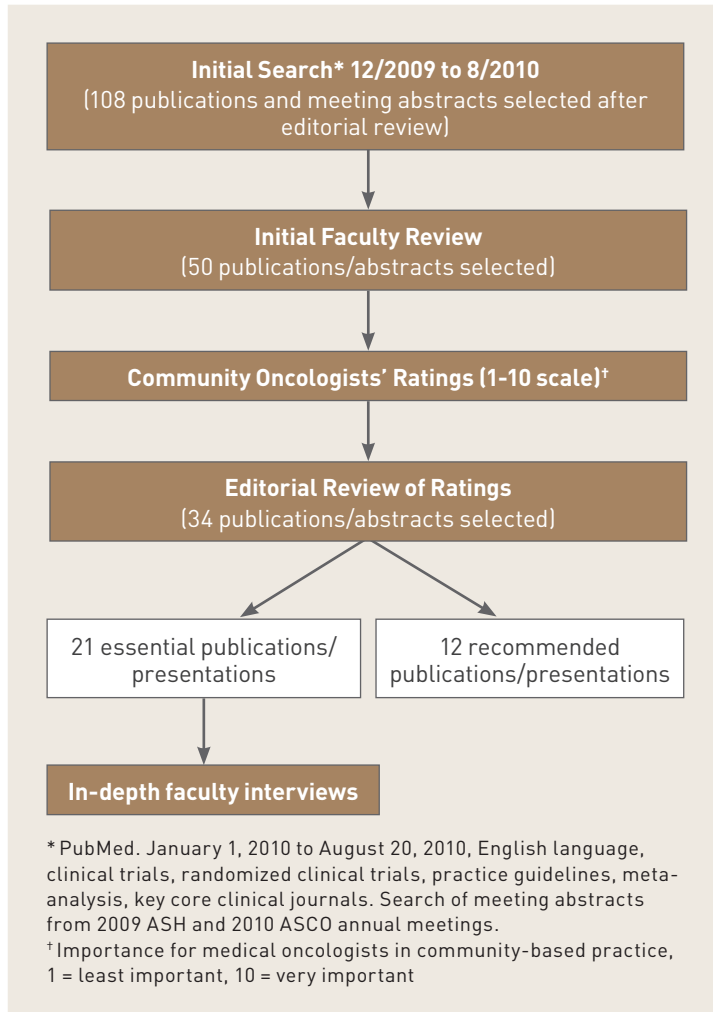 Initial Search* 12/2009 to 8/2010
(108 publications and meeting abstracts selected after
editorial review)
Initial Faculty Review
(50 publications/abstracts selected)
Community Oncologists’ Ratings (1-10 scale)†
Editorial Review of Ratings
(34 publications/abstracts selected)
21 essential publications/
presentations
12 recommended
publications/presentations
In-depth faculty interviews
* PubMed. January 1, 2010 to August 20, 2010, English language,
clinical trials, randomized clinical trials, practice guidelines, meta-
analysis, key core clinical journals. Search of meeting abstracts
from 2009 ASH and 2010 ASCO annual meetings.
† Importance for medical oncologists in community-based practice,
1 = least important, 10 = very important